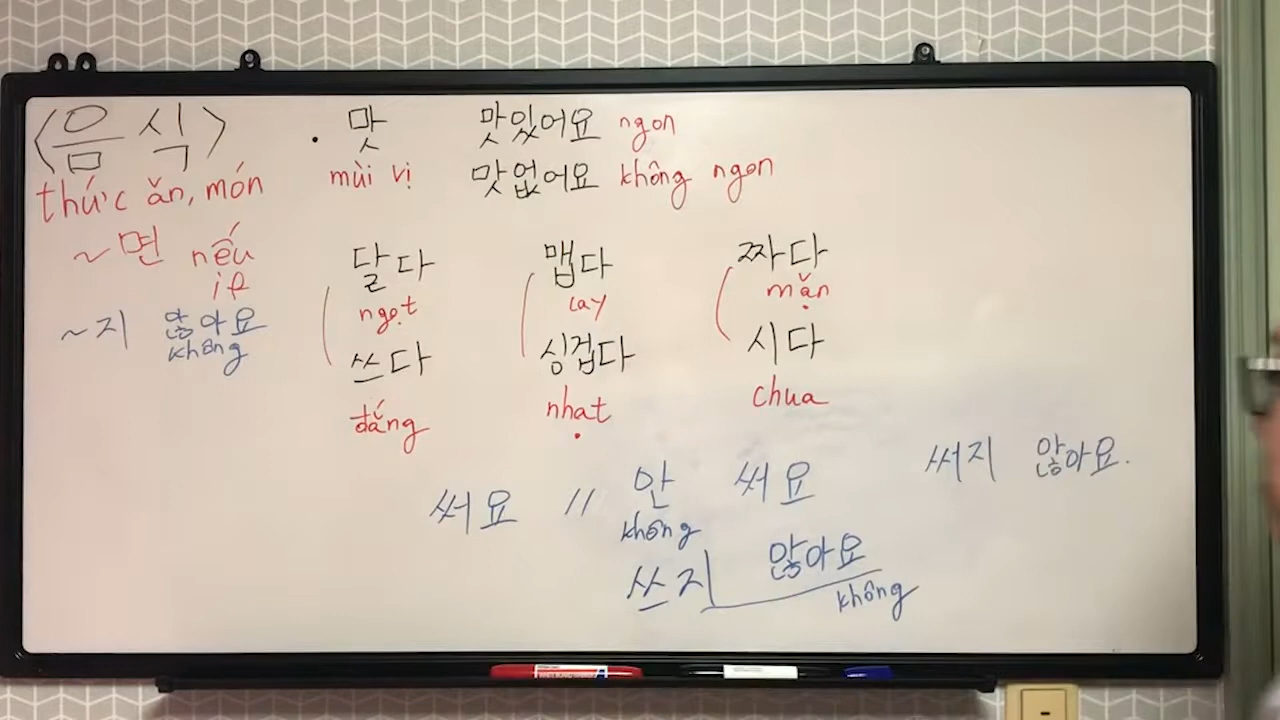 <음식> · 맛 맛있어요 ngon
thức ăn, món mùi vị 맛없어요 không ngon
~면 nếu
if
~지 않아요
không
달다 맵다 짜다
ngọt cay mặn
쓰다 싱겁다 시다
đắng nhạt chua
써요 // 안 써요 써지 않아요.
không
쓰지 않아요
không